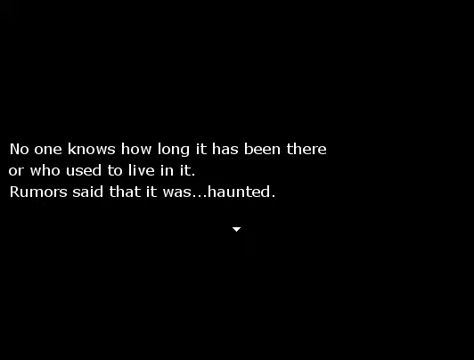 No one knows how long it has been there
or who used to live in it.
Rumors said that it was...haunted.